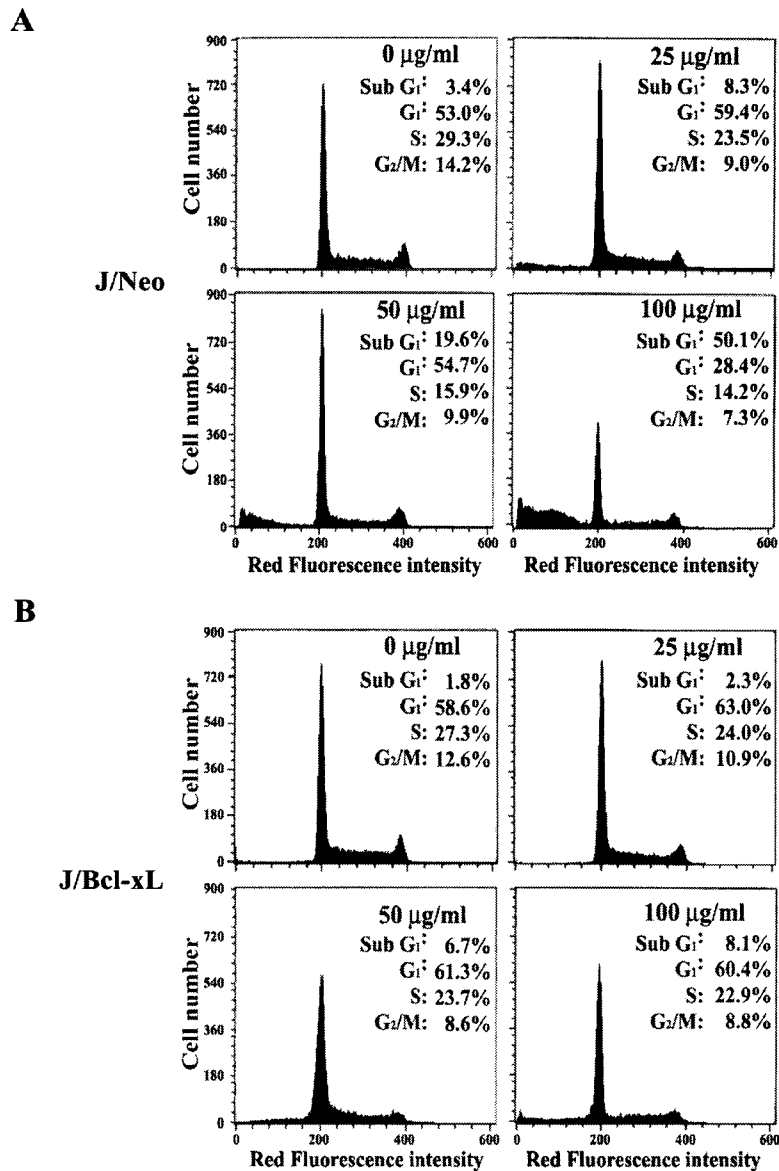 A
J/Neo
Cell number
900
720
540
360
180
0
0 μg/ml
Sub G1: 3.4%
G1: 53.0%
S: 29.3%
G2/M: 14.2%
25 μg/ml
Sub G1: 8.3%
G1: 59.4%
S: 23.5%
G2/M: 9.0%
Cell number
900
720
540
360
180
0
50 μg/ml
Sub G1: 19.6%
G1: 54.7%
S: 15.9%
G2/M: 9.9%
0 200 400 600
Red Fluorescence intensity
100 μg/ml
Sub G1: 50.1%
G1: 28.4%
S: 14.2%
G2/M: 7.3%
0 200 400 600
Red Fluorescence intensity
B
J/Bcl-xL
Cell number
900
720
540
360
180
0
0 μg/ml
Sub G1: 1.8%
G1: 58.6%
S: 27.3%
G2/M: 12.6%
25 μg/ml
Sub G1: 2.3%
G1: 63.0%
S: 24.0%
G2/M: 10.9%
Cell number
900
720
540
360
180
0
50 μg/ml
Sub G1: 6.7%
G1: 61.3%
S: 23.7%
G2/M: 8.6%
0 200 400 600
Red Fluorescence intensity
100 μg/ml
Sub G1: 8.1%
G1: 60.4%
S: 22.9%
G2/M: 8.8%
0 200 400 600
Red Fluorescence intensity